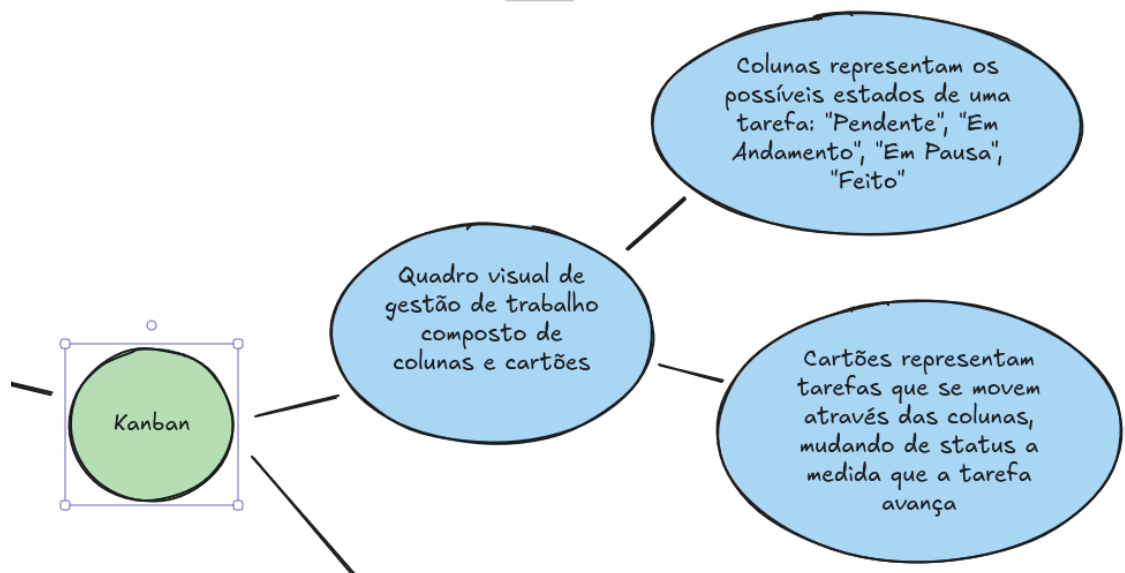 Colunas representam os
possíveis estados de uma
tarefa: "Pendente", "Em
Andamento", "Em Pausa",
"Feito"
Quadro visual de
gestão de trabalho
composto de
colunas e cartões
Cartões representam
tarefas que se movem
através das colunas,
mudando de status a
medida que a tarefa
avança
Kanban